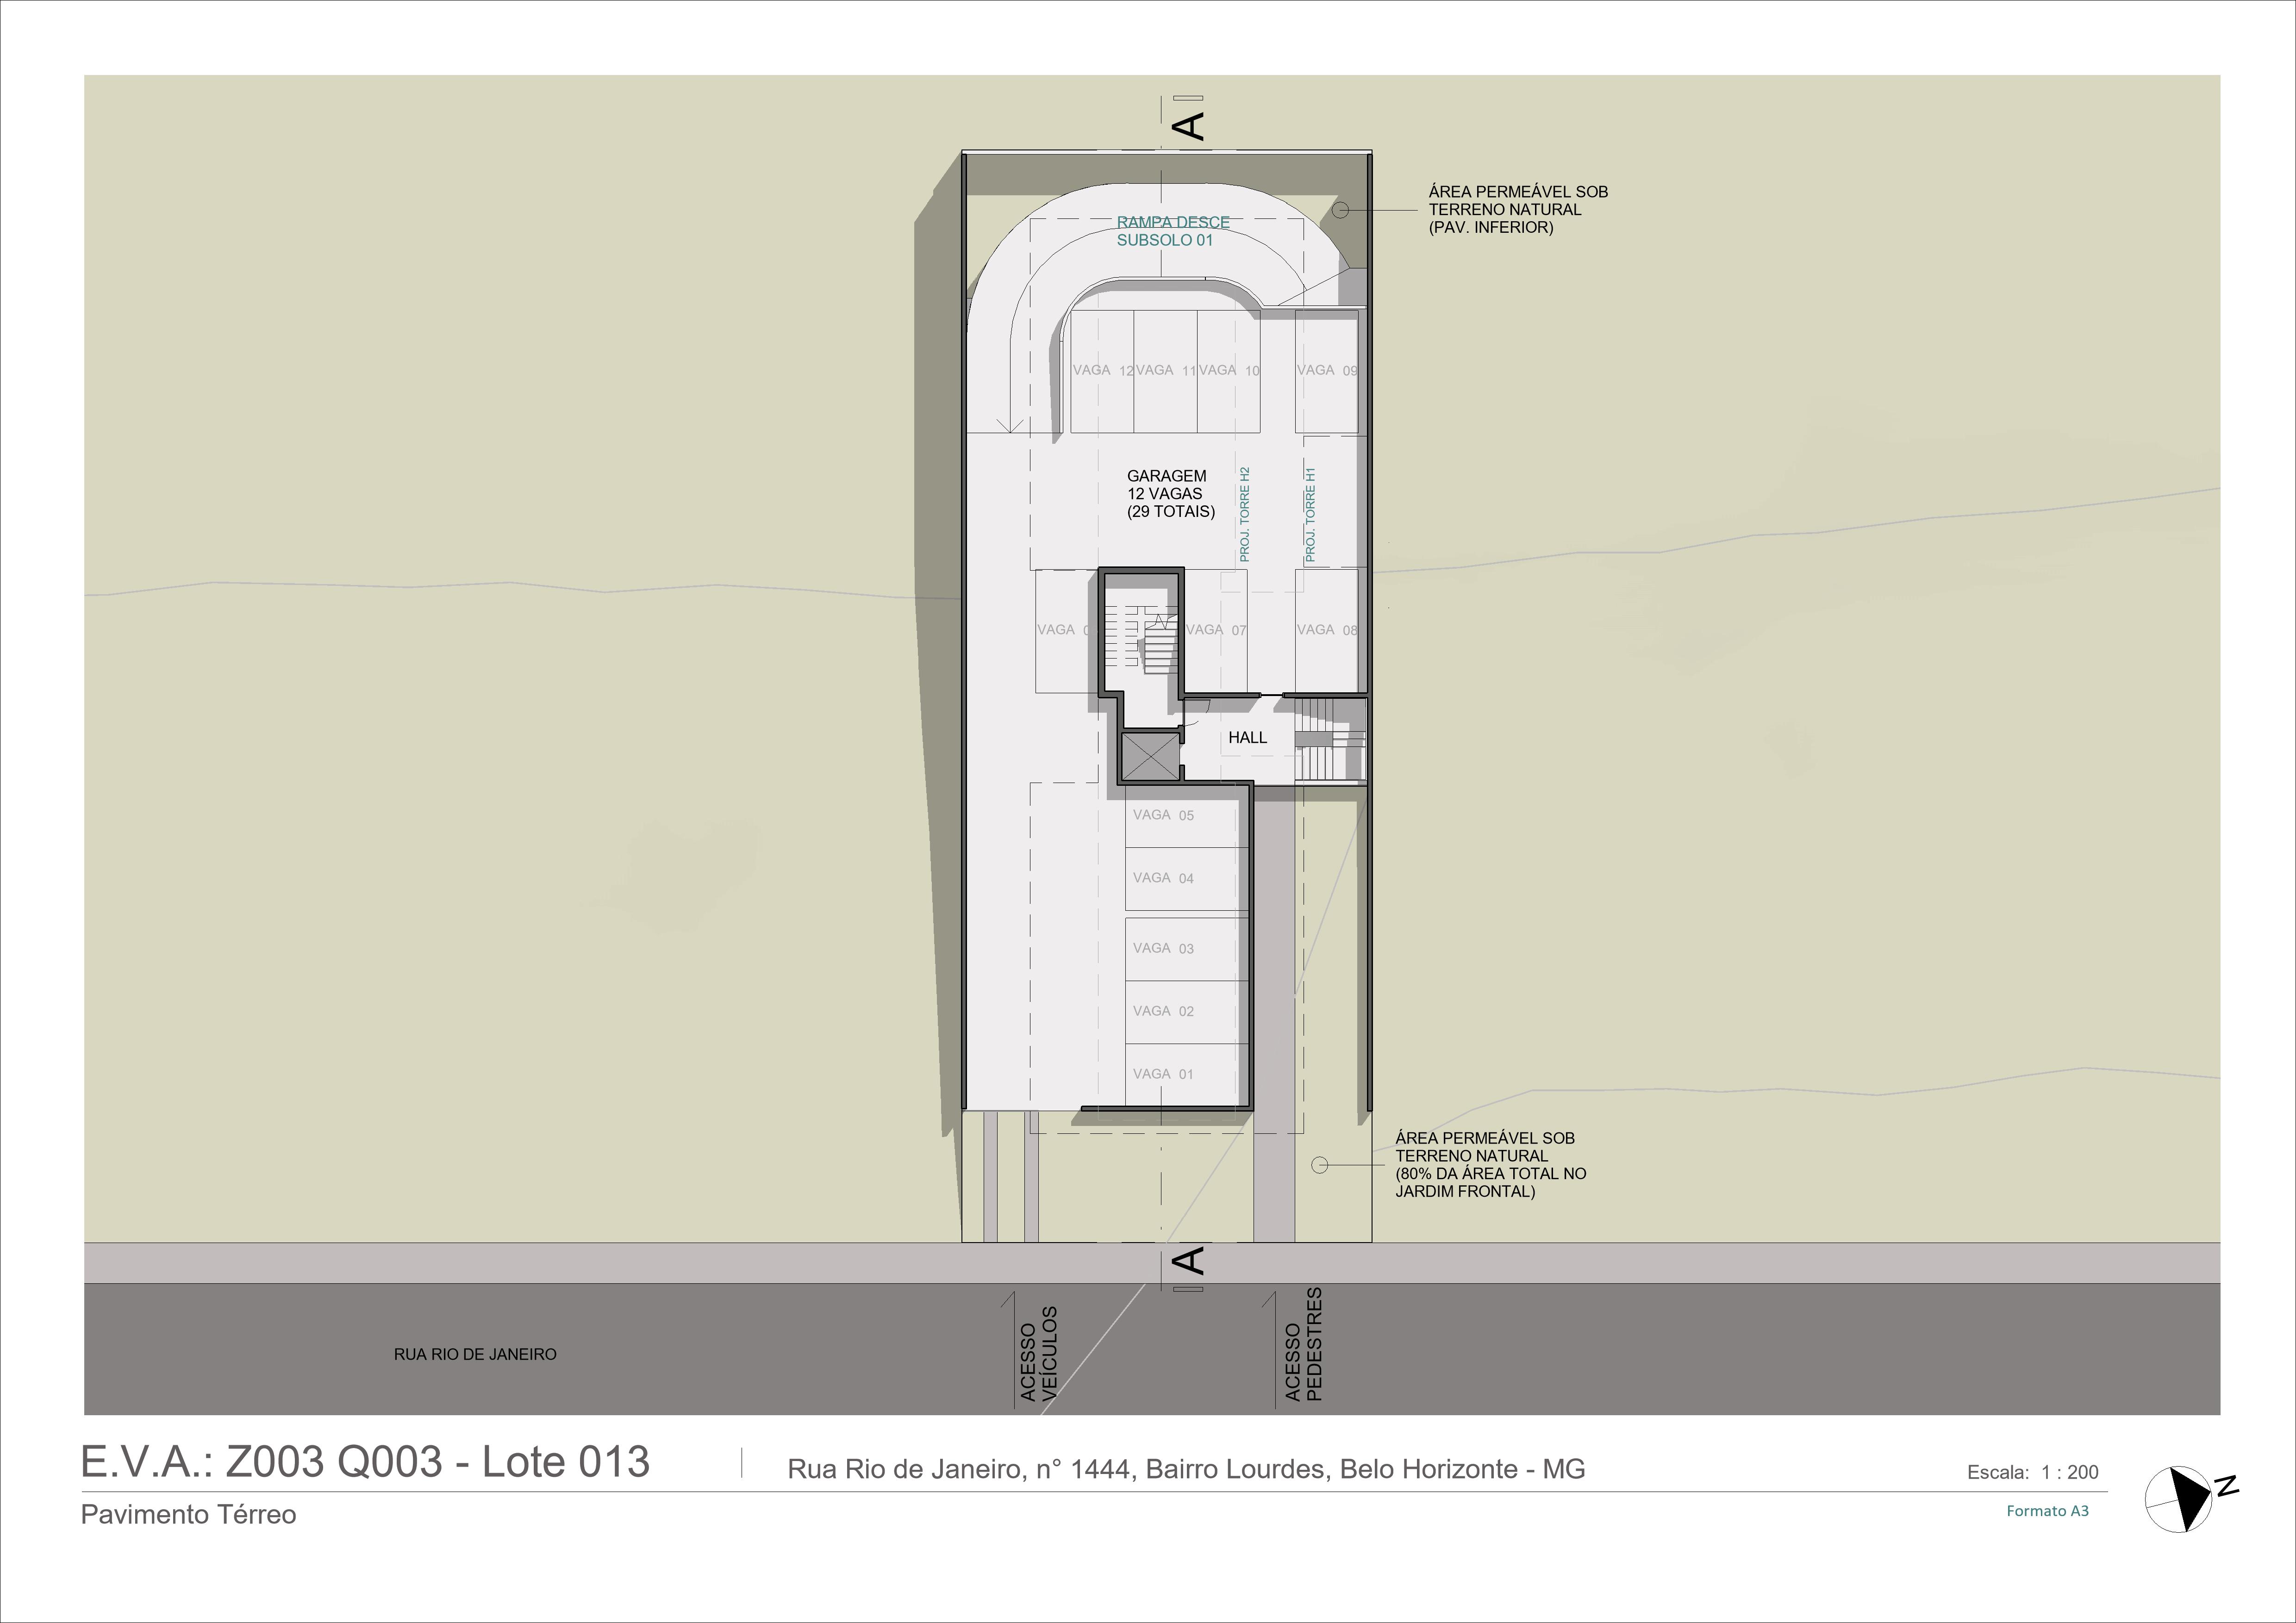 A
ÁREA PERMEÁVEL SOB
TERRENO NATURAL
(PAV. INFERIOR)
RAMPA DESCE
SUBSOLO 01
VAGA 12
VAGA 11
VAGA 10
VAGA 09
GARAGEM
12 VAGAS
(29 TOTAIS)
PROJ. TORRE H2
PROJ. TORRE H1
VAGA 0
VAGA 07
VAGA 08
HALL
VAGA 05
VAGA 04
VAGA 03
VAGA 02
VAGA 01
ÁREA PERMEÁVEL SOB
TERRENO NATURAL
(80% DA ÁREA TOTAL NO
JARDIM FRONTAL)
A
ACESSO
VEÍCULOS
ACESSO
PEDESTRES
RUA RIO DE JANEIRO
E.V.A.: Z003 Q003 - Lote 013
Rua Rio de Janeiro, n° 1444, Bairro Lourdes, Belo Horizonte - MG
Escala: 1 : 200
N
Pavimento Térreo
Formato A3